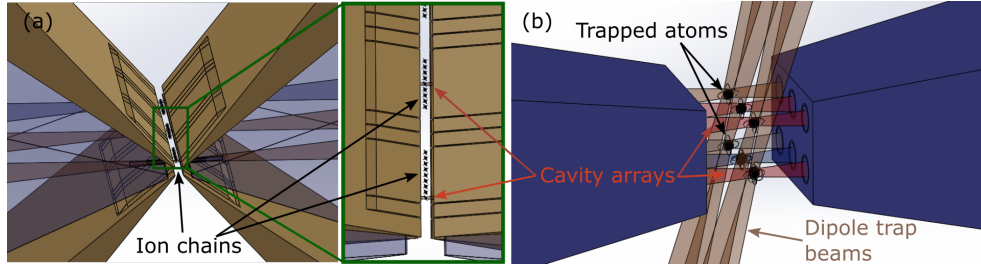 (a)
Ion chains
(b)
Trapped atoms
Cavity arrays
Dipole trap
beams